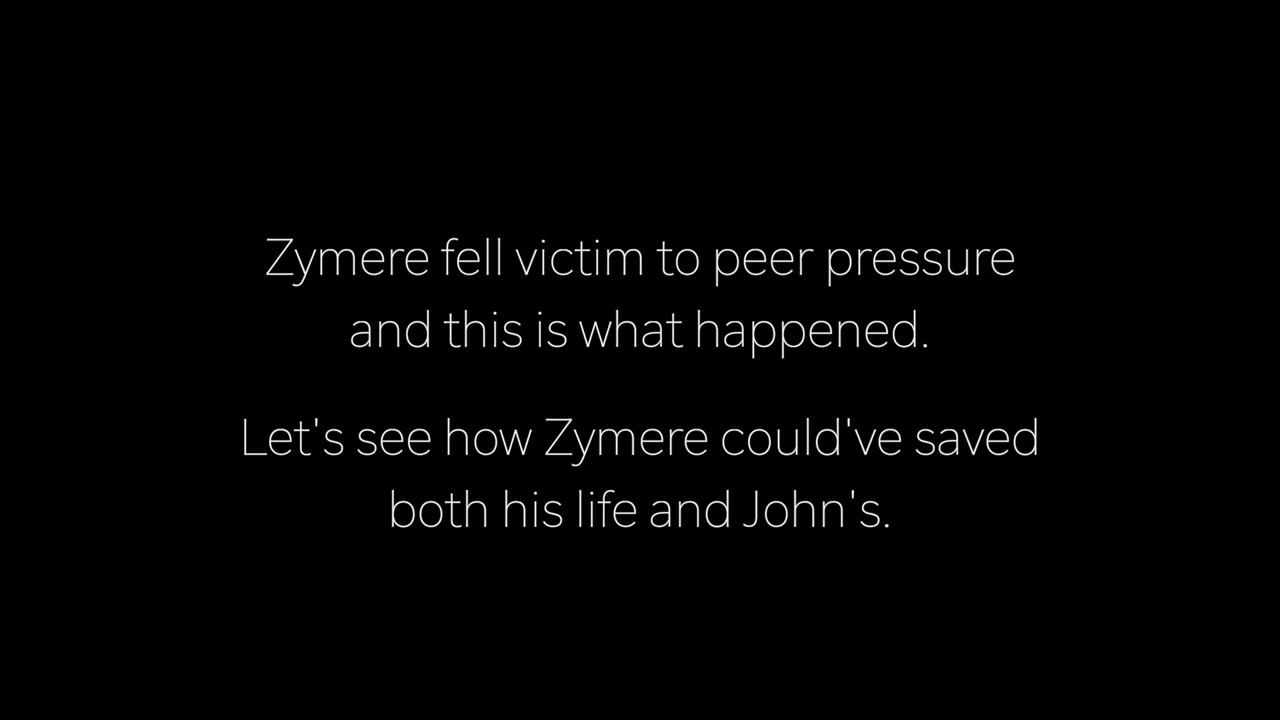 Zymere fell victim to peer pressure
and this is what happened.
Let's see how Zymere could've saved
both his life and John's.